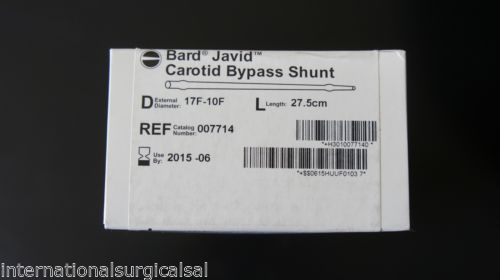 Bard® Javid™
Carotid Bypass Shunt
D External Diameter: 17F-10F L Length: 27.5cm
REF Catalog Number: 007714
*+H3010077140*
Use By: 2015 -06
*+$$0615HUUF0103 7*
internationalsurgicalsal